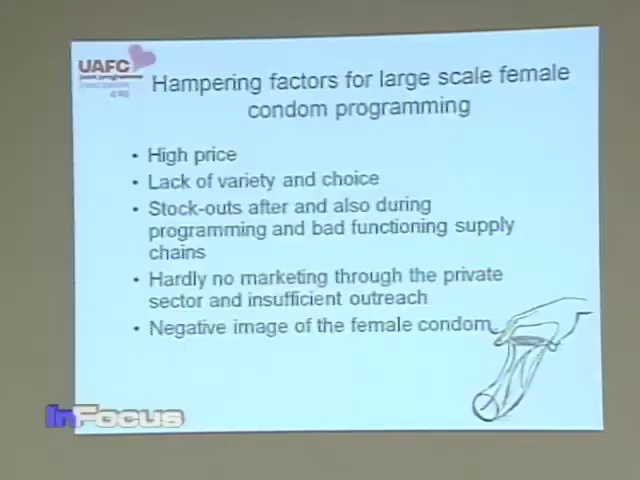 UAFC
joint programme
Hampering factors for large scale female
condom programming
• High price
• Lack of variety and choice
• Stock-outs after and also during
programming and bad functioning supply
chains
• Hardly no marketing through the private
sector and insufficient outreach
• Negative image of the female condom
InFocus